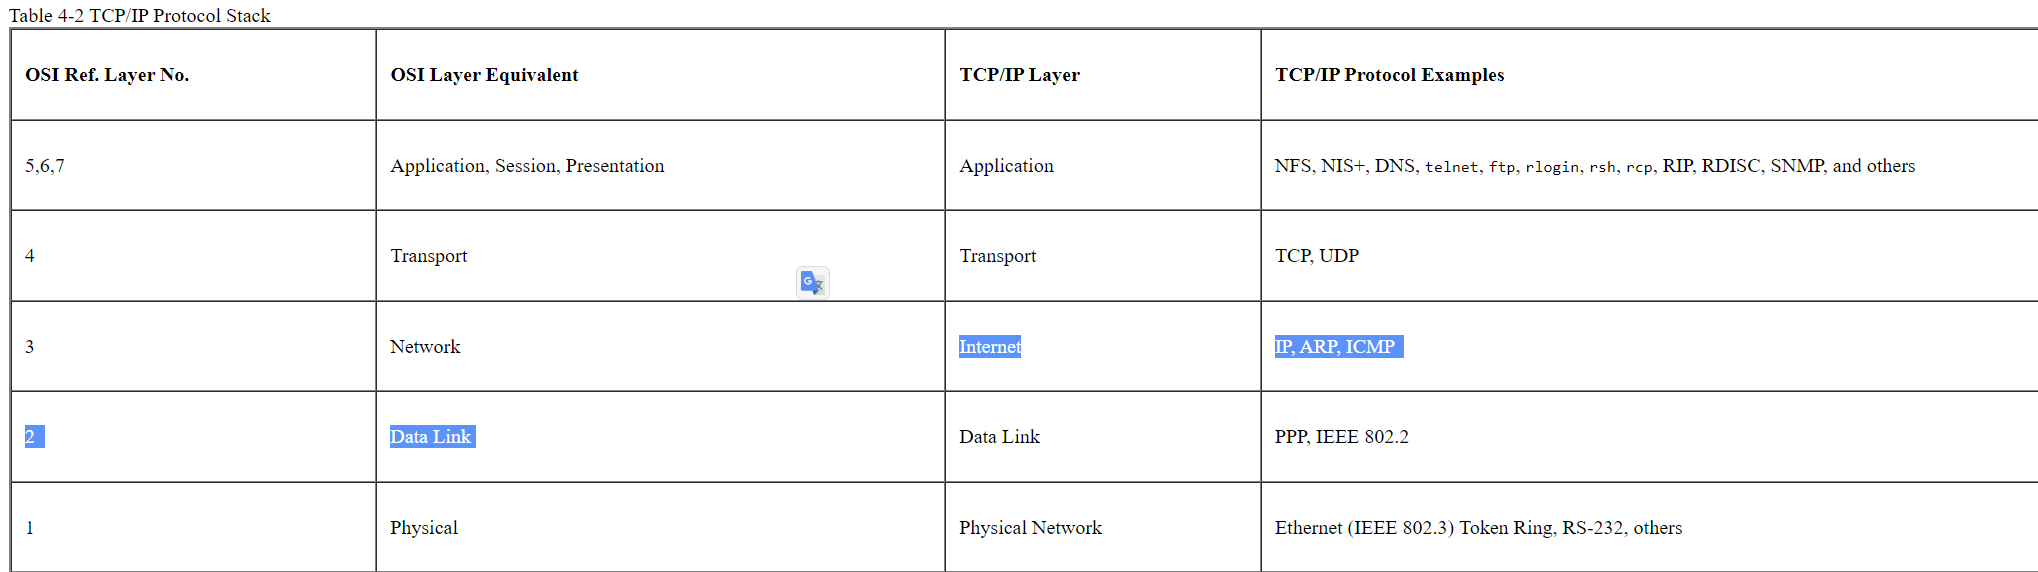 Table 4-2 TCP/IP Protocol Stack
OSI Ref. Layer No. OSI Layer Equivalent TCP/IP Layer TCP/IP Protocol Examples
5,6,7 Application, Session, Presentation Application NFS, NIS+, DNS, telnet, ftp, rlogin, rsh, rcp, RIP, RDISC, SNMP, and others
4 Transport Transport TCP, UDP
3 Network Internet IP, ARP, ICMP
2 Data Link Data Link PPP, IEEE 802.2
1 Physical Physical Network Ethernet (IEEE 802.3) Token Ring, RS-232, others